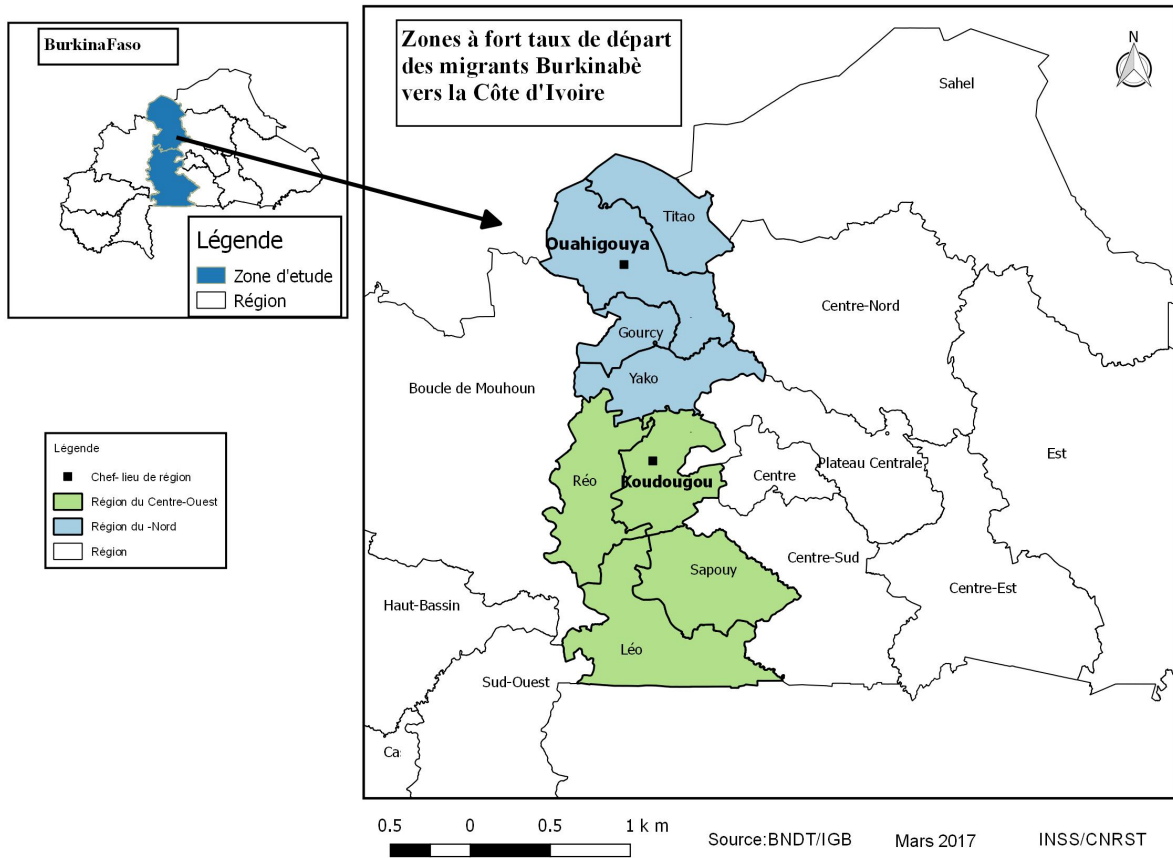 BurkinaFaso
Légende
Zone d'etude
Région
Zones à fort taux de départ
des migrants Burkinabè
vers la Côte d'Ivoire
N
Sahel
Titao
Ouahigouya
Centre-Nord
Gourcy
Yako
Boucle de Mouhoun
Est
Plateau Centrale
Centre
Réo
Koudougou
Centre-Sud
Sapouy
Centre-Est
Haut-Bassin
Léo
Sud-Ouest
Ca
Légende
Chef- lieu de région
Région du Centre-Ouest
Région du -Nord
Région
0.5 0 0.5 1 k m
Source:BNDT/IGB Mars 2017 INSS/CNRST